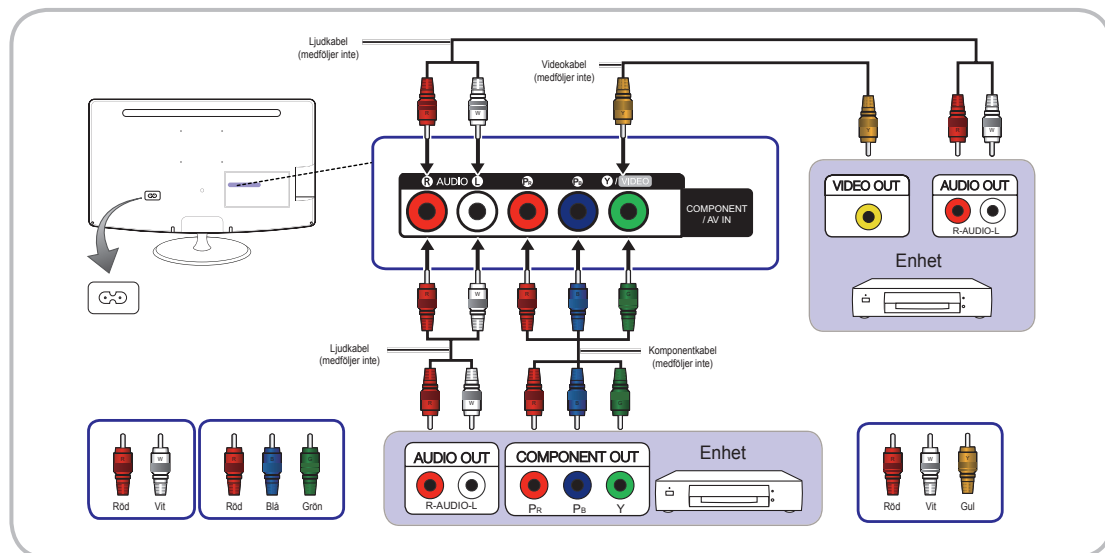 Ljudkabel
(medföljer inte)
Videokabel
(medföljer inte)
R W Y Y R W
R AUDIO L PR PB Y / VIDEO
COMPONENT
/ AV IN
VIDEO OUT
AUDIO OUT
R-AUDIO-L
Enhet
R W R B G
Ljudkabel
(medföljer inte)
Komponentkabel
(medföljer inte)
R W R B G
AUDIO OUT
R-AUDIO-L
COMPONENT OUT
PR PB Y
Enhet
R W
Röd Vit
R B G
Röd Blå Grön
R W Y
Röd Vit Gul